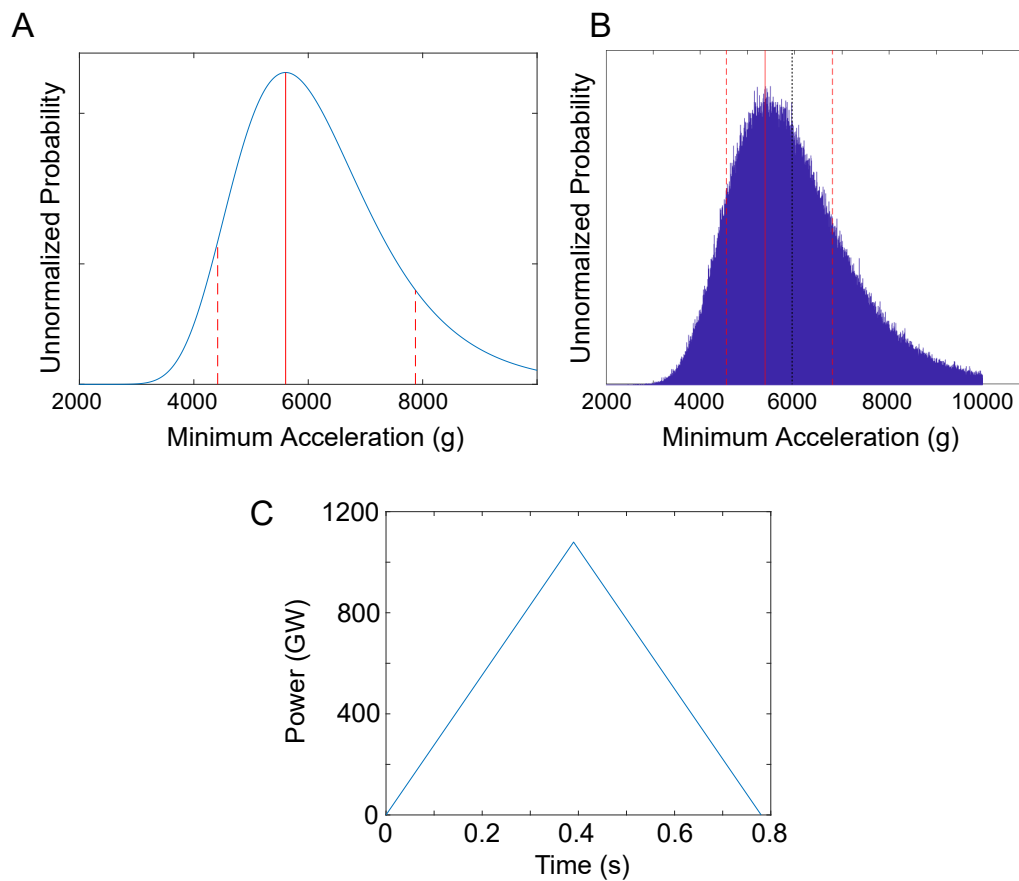 A
Unnormalized Probability
2000
4000
6000
8000
Minimum Acceleration (g)
B
Unnormalized Probability
2000
4000
6000
8000
10000
Minimum Acceleration (g)
C
1200
800
400
0
Power (GW)
0
0.2
0.4
0.6
0.8
Time (s)